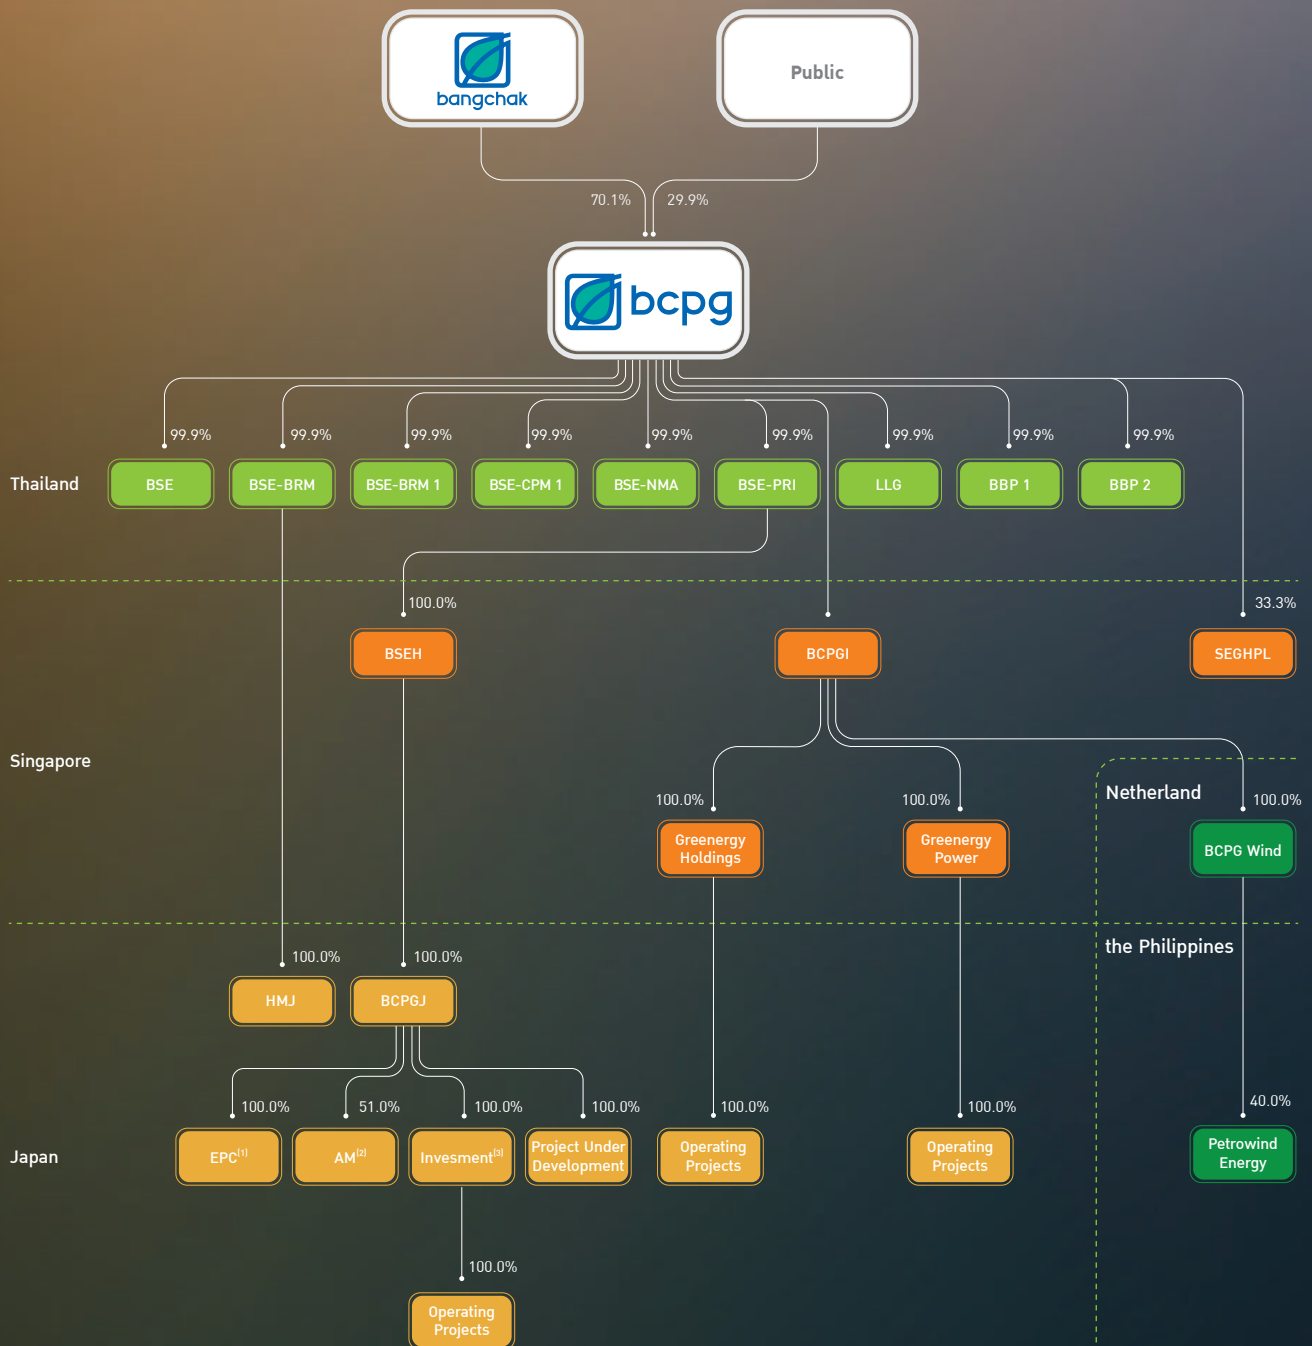 bangchak
Public
70.1%
29.9%
bcpg
99.9%
99.9%
99.9%
99.9%
99.9%
99.9%
99.9%
99.9%
99.9%
Thailand
BSE
BSE-BRM
BSE-BRM 1
BSE-CPM 1
BSE-NMA
BSE-PRI
LLG
BBP 1
BBP 2
100.0%
33.3%
BSEH
BCPGI
SEGHPL
Singapore
Netherland
100.0%
100.0%
100.0%
Greenergy
Holdings
Greenergy
Power
BCPG Wind
the Philippines
100.0%
100.0%
HMJ
BCPGJ
100.0%
51.0%
100.0%
100.0%
100.0%
100.0%
40.0%
Japan
EPC(1)
AM(2)
Invesment(3)
Project Under
Development
Operating
Projects
Operating
Projects
Petrowind
Energy
100.0%
Operating
Projects